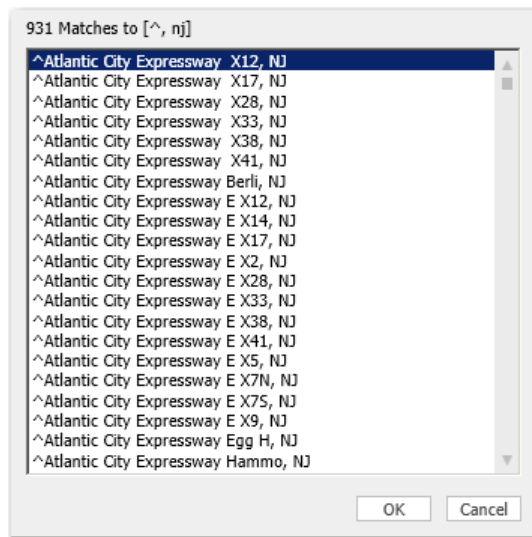 931 Matches to [^, nj]
^Atlantic City Expressway  X12, NJ
^Atlantic City Expressway  X17, NJ
^Atlantic City Expressway  X28, NJ
^Atlantic City Expressway  X33, NJ
^Atlantic City Expressway  X38, NJ
^Atlantic City Expressway  X41, NJ
^Atlantic City Expressway Berli, NJ
^Atlantic City Expressway E X12, NJ
^Atlantic City Expressway E X14, NJ
^Atlantic City Expressway E X17, NJ
^Atlantic City Expressway E X2, NJ
^Atlantic City Expressway E X28, NJ
^Atlantic City Expressway E X33, NJ
^Atlantic City Expressway E X38, NJ
^Atlantic City Expressway E X41, NJ
^Atlantic City Expressway E X5, NJ
^Atlantic City Expressway E X7N, NJ
^Atlantic City Expressway E X7S, NJ
^Atlantic City Expressway E X9, NJ
^Atlantic City Expressway Egg H, NJ
^Atlantic City Expressway Hammo, NJ
OK Cancel